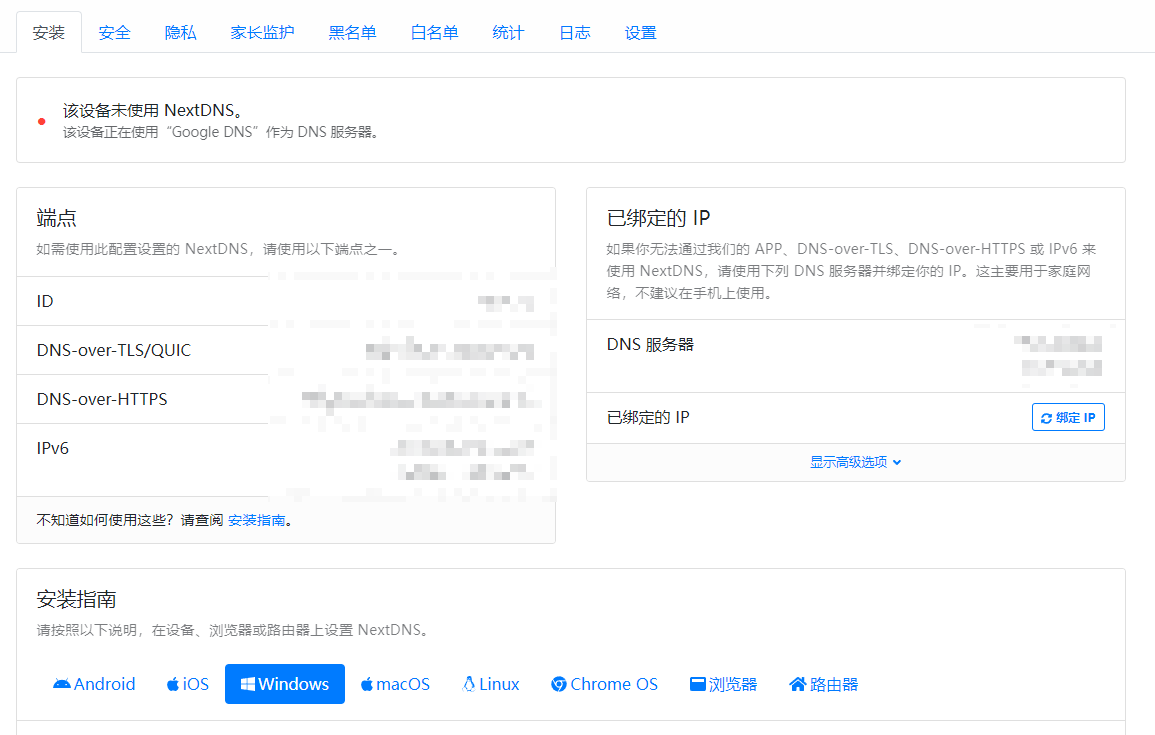 安装 安全 隐私 家长监护 黑名单 白名单 统计 日志 设置
该设备未使用 NextDNS。
该设备正在使用“Google DNS”作为 DNS 服务器。
端点
如需使用此配置设置的 NextDNS，请使用以下端点之一。
ID
DNS-over-TLS/QUIC
DNS-over-HTTPS
IPv6
不知道如何使用这些？请查阅 安装指南。
已绑定的 IP
如果你无法通过我们的 APP、DNS-over-TLS、DNS-over-HTTPS 或 IPv6 来
使用 NextDNS，请使用下列 DNS 服务器并绑定你的 IP。这主要用于家庭网
络，不建议在手机上使用。
DNS 服务器
已绑定的 IP 绑定 IP
显示高级选项
安装指南
请按照以下说明，在设备、浏览器或路由器上设置 NextDNS。
Android iOS Windows macOS Linux Chrome OS 浏览器 路由器